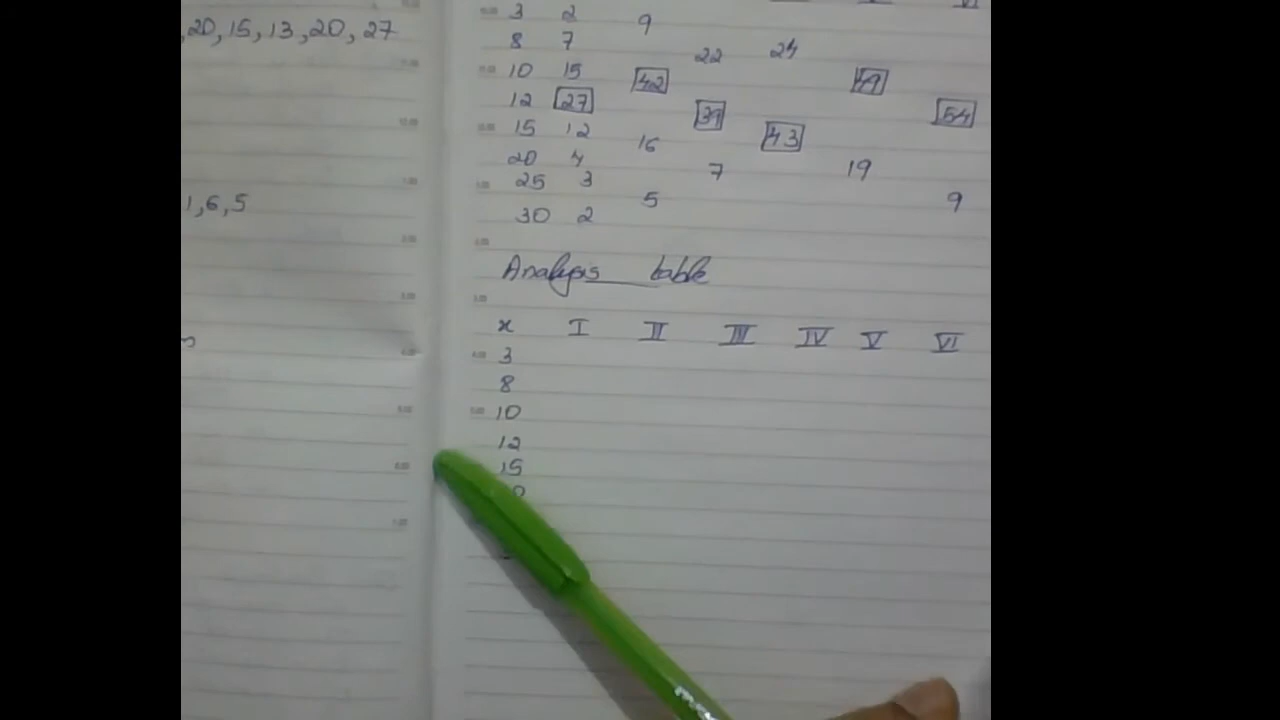 ,20, 15, 13, 20, 27
1, 6, 5
3 2 9
8 7 22 24
10 15 42 49
12 27 39 54
15 12 16 43
20 4 7 19
25 3 5 9
30 2
Analysis table
x I II III IV V VI
3
8
10
12
15